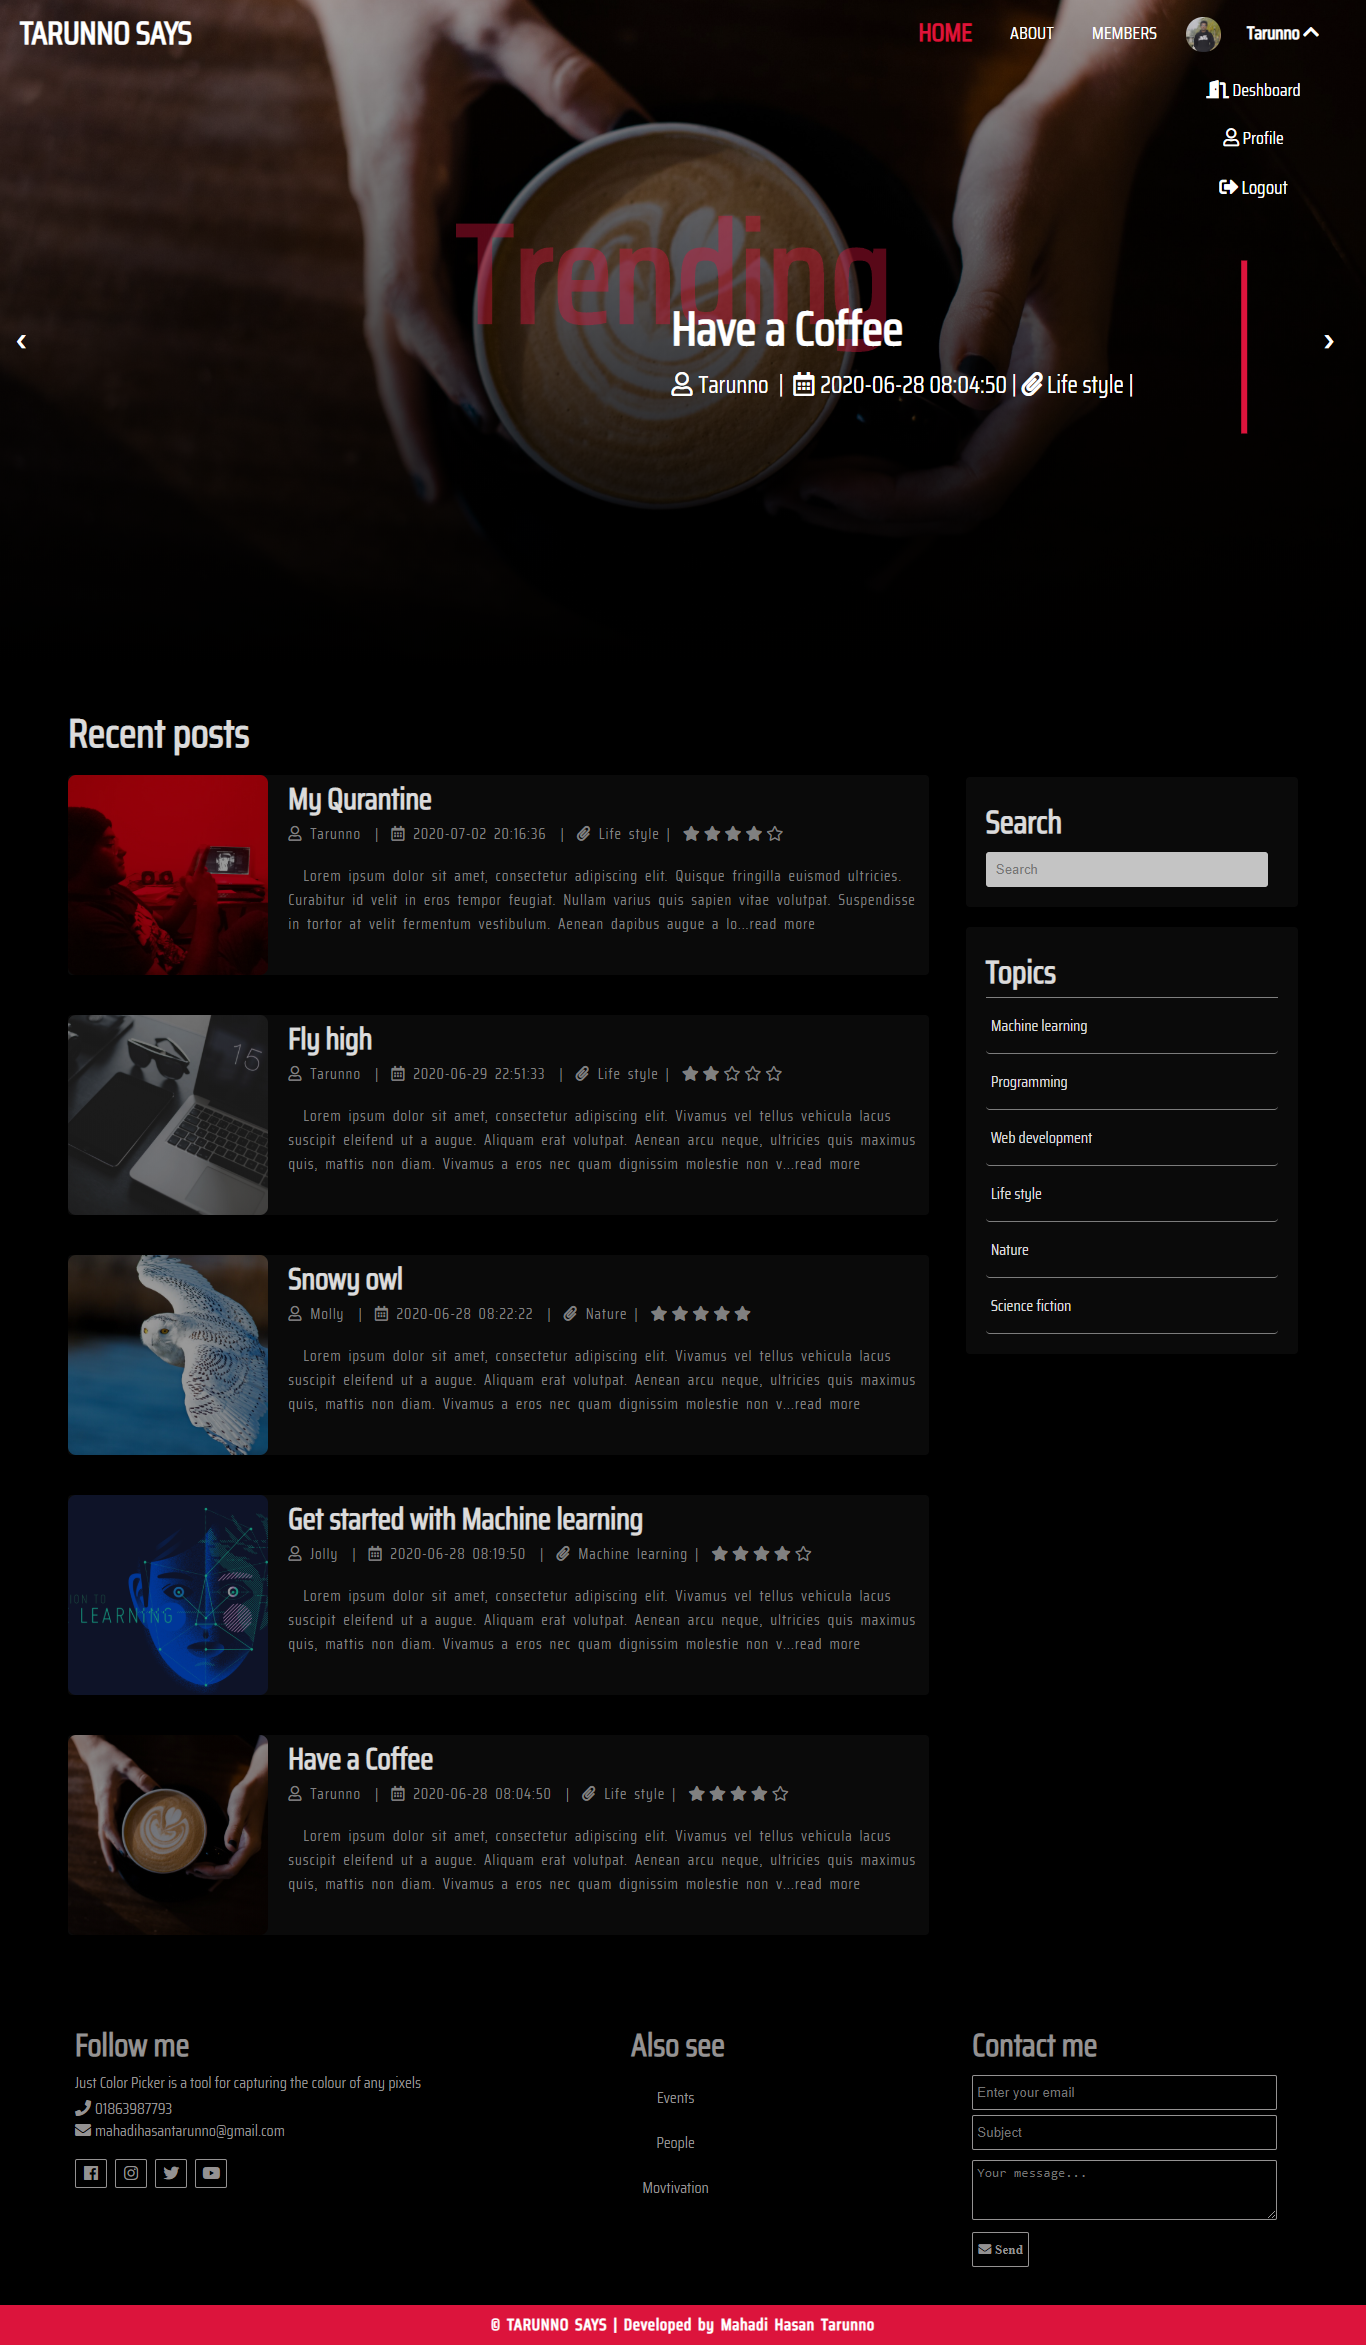 TARUNNO SAYS
HOME ABOUT MEMBERS Tarunno
Deshboard
Profile
Logout
Trending
Have a Coffee
Tarunno | 2020-06-28 08:04:50 | Life style |
‹ ›
Recent posts
My Qurantine
Tarunno | 2020-07-02 20:16:36 | Life style |
Lorem ipsum dolor sit amet, consectetur adipiscing elit. Quisque fringilla euismod ultricies.
Curabitur id velit in eros tempor feugiat. Nullam varius quis sapien vitae volutpat. Suspendisse
in tortor at velit fermentum vestibulum. Aenean dapibus augue a lo...read more
15
Fly high
Tarunno | 2020-06-29 22:51:33 | Life style |
Lorem ipsum dolor sit amet, consectetur adipiscing elit. Vivamus vel tellus vehicula lacus
suscipit eleifend ut a augue. Aliquam erat volutpat. Aenean arcu neque, ultricies quis maximus
quis, mattis non diam. Vivamus a eros nec quam dignissim molestie non v...read more
Snowy owl
Molly | 2020-06-28 08:22:22 | Nature |
Lorem ipsum dolor sit amet, consectetur adipiscing elit. Vivamus vel tellus vehicula lacus
suscipit eleifend ut a augue. Aliquam erat volutpat. Aenean arcu neque, ultricies quis maximus
quis, mattis non diam. Vivamus a eros nec quam dignissim molestie non v...read more
ION TO
LEARNING
Get started with Machine learning
Jolly | 2020-06-28 08:19:50 | Machine learning |
Lorem ipsum dolor sit amet, consectetur adipiscing elit. Vivamus vel tellus vehicula lacus
suscipit eleifend ut a augue. Aliquam erat volutpat. Aenean arcu neque, ultricies quis maximus
quis, mattis non diam. Vivamus a eros nec quam dignissim molestie non v...read more
Have a Coffee
Tarunno | 2020-06-28 08:04:50 | Life style |
Lorem ipsum dolor sit amet, consectetur adipiscing elit. Vivamus vel tellus vehicula lacus
suscipit eleifend ut a augue. Aliquam erat volutpat. Aenean arcu neque, ultricies quis maximus
quis, mattis non diam. Vivamus a eros nec quam dignissim molestie non v...read more
Search
Search
Topics
Machine learning
Programming
Web development
Life style
Nature
Science fiction
Follow me
Just Color Picker is a tool for capturing the colour of any pixels
01863987793
mahadihasantarunno@gmail.com
Also see
Events
People
Movtivation
Contact me
Enter your email
Subject
Your message...
Send
© TARUNNO SAYS | Developed by Mahadi Hasan Tarunno